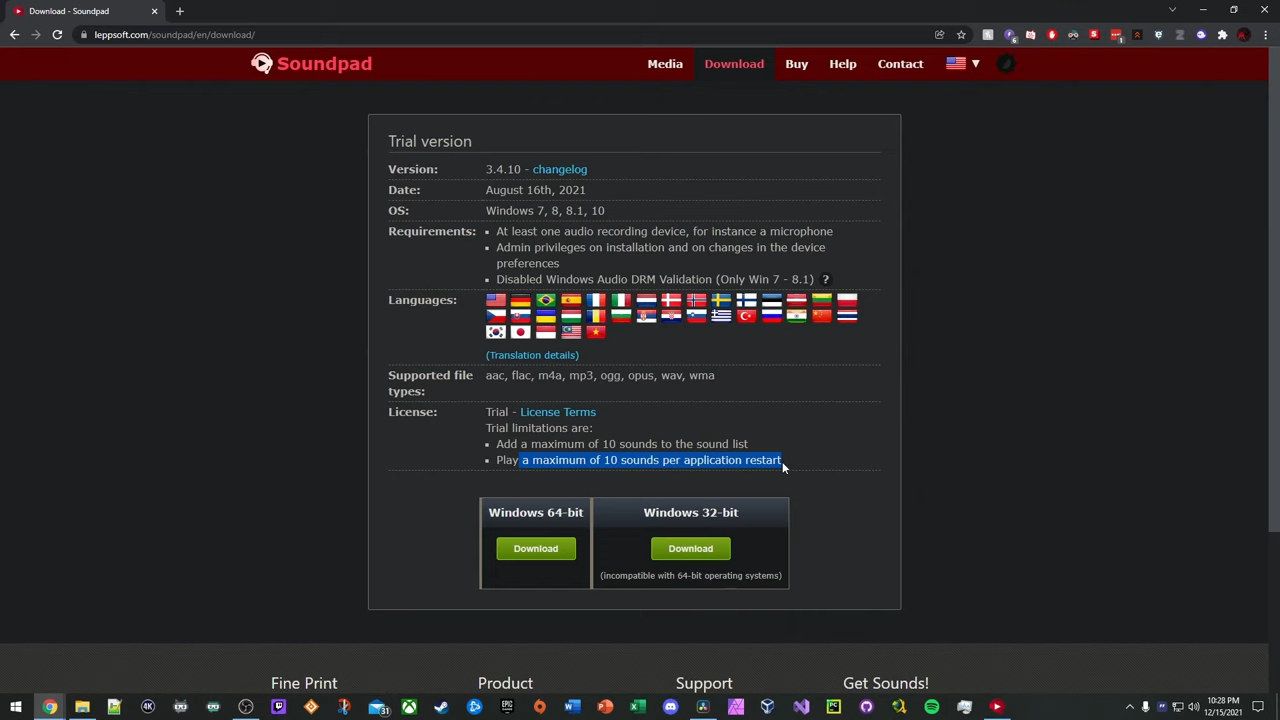 Download - Soundpad
leppsoft.com/soundpad/en/download/
Soundpad
Media
Download
Buy
Help
Contact
Trial version
Version:
3.4.10 - changelog
Date:
August 16th, 2021
OS:
Windows 7, 8, 8.1, 10
Requirements:
At least one audio recording device, for instance a microphone
Admin privileges on installation and on changes in the device
preferences
Disabled Windows Audio DRM Validation (Only Win 7 - 8.1) ?
Languages:
(Translation details)
Supported file
types:
aac, flac, m4a, mp3, ogg, opus, wav, wma
License:
Trial - License Terms
Trial limitations are:
Add a maximum of 10 sounds to the sound list
Play a maximum of 10 sounds per application restart
Windows 64-bit
Windows 32-bit
Download
Download
(incompatible with 64-bit operating systems)
Fine Print
Product
Support
Get Sounds!
10:28 PM
12/15/2021